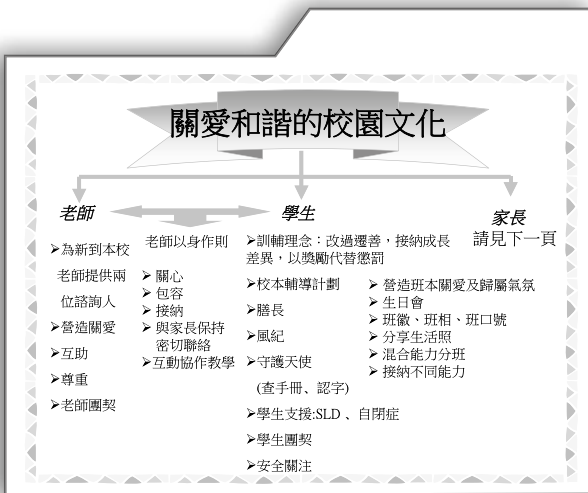 關愛和諧的校園文化
老師
學生
家長
請見下一頁
➢為新到本校
老師提供兩
位諮詢人
➢營造關愛
➢互助
➢尊重
➢老師團契
老師以身作則
➢關心
➢包容
➢接納
➢與家長保持
密切聯絡
➢互動協作教學
➢訓輔理念：改過遷善，接納成長
差異，以獎勵代替懲罰
➢校本輔導計劃
➢膳長
➢風紀
➢守護天使
(查手冊、認字)
➢學生支援:SLD 、自閉症
➢學生團契
➢安全關注
➢營造班本關愛及歸屬氣氛
➢生日會
➢班徽、班相、班口號
➢分享生活照
➢混合能力分班
➢接納不同能力